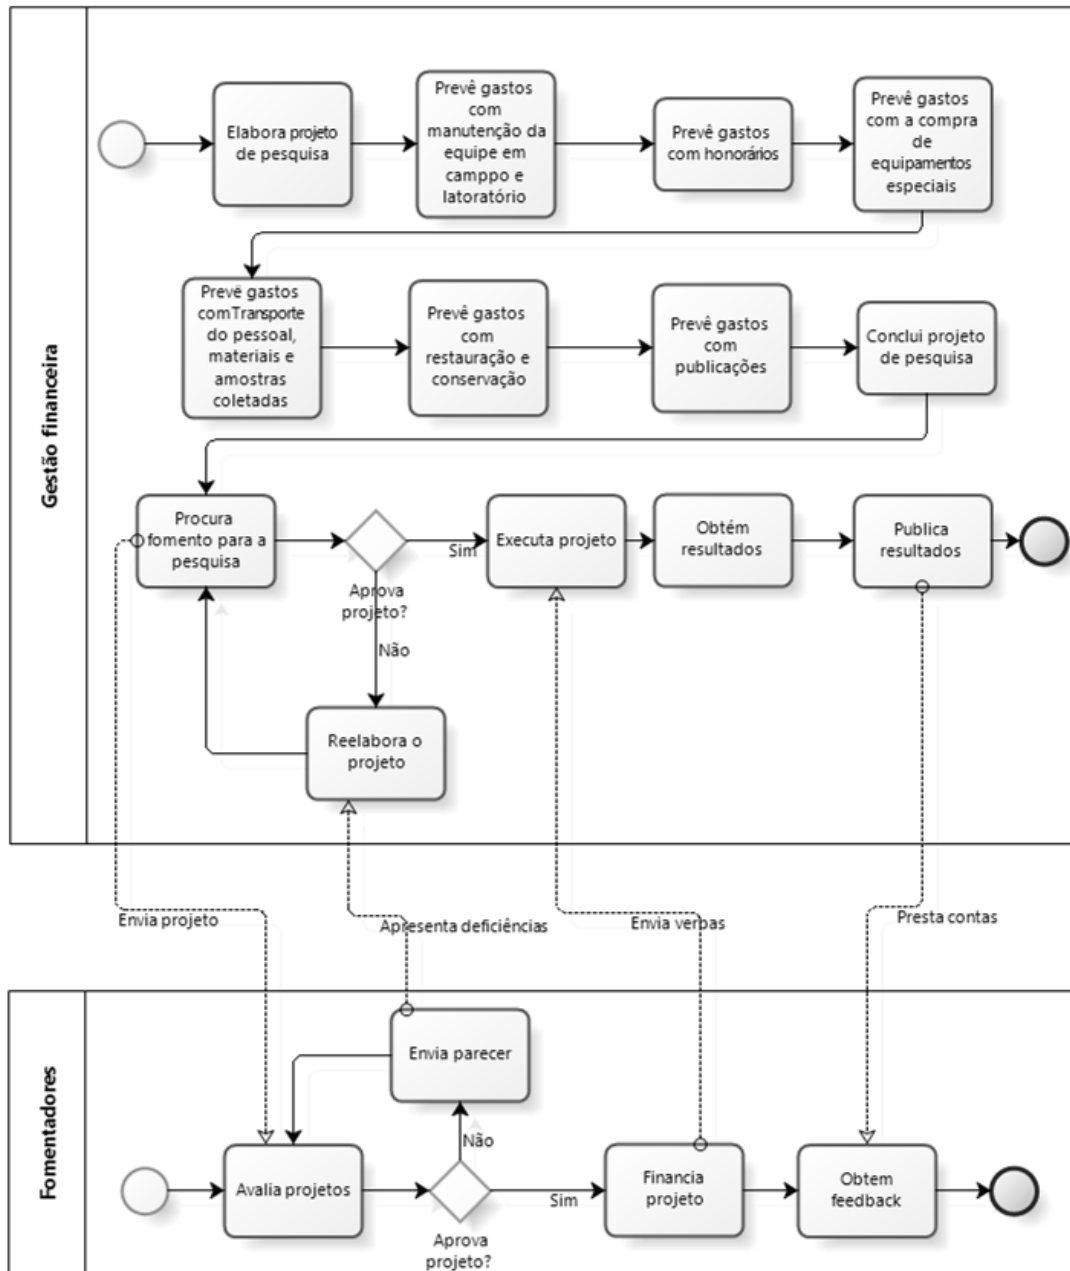 Gestão financeira
Elabora projeto
de pesquisa
Prevê gastos
com
manutenção da
equipe em
camppo e
latoratório
Prevê gastos
com honorários
Prevê gastos
com a compra
de
equipamentos
especiais
Prevê gastos
comTransporte
do pessoal,
materiais e
amostras
coletadas
Prevê gastos
com
restauração e
conservação
Prevê gastos
com
publicações
Conclui projeto
de pesquisa
Procura
fomento para a
pesquisa
Aprova
projeto?
Sim
Não
Executa projeto
Obtém
resultados
Publica
resultados
Reelabora o
projeto
Envia projeto
Apresenta deficiências
Envia verbas
Presta contas
Fomentadores
Envia parecer
Avalia projetos
Não
Aprova
projeto?
Sim
Financia
projeto
Obtem
feedback